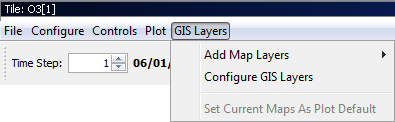 Tile: O3[1]
File Configure Controls Plot GIS Layers
Add Map Layers
Time Step: 1 06/01/
Configure GIS Layers
Set Current Maps As Plot Default